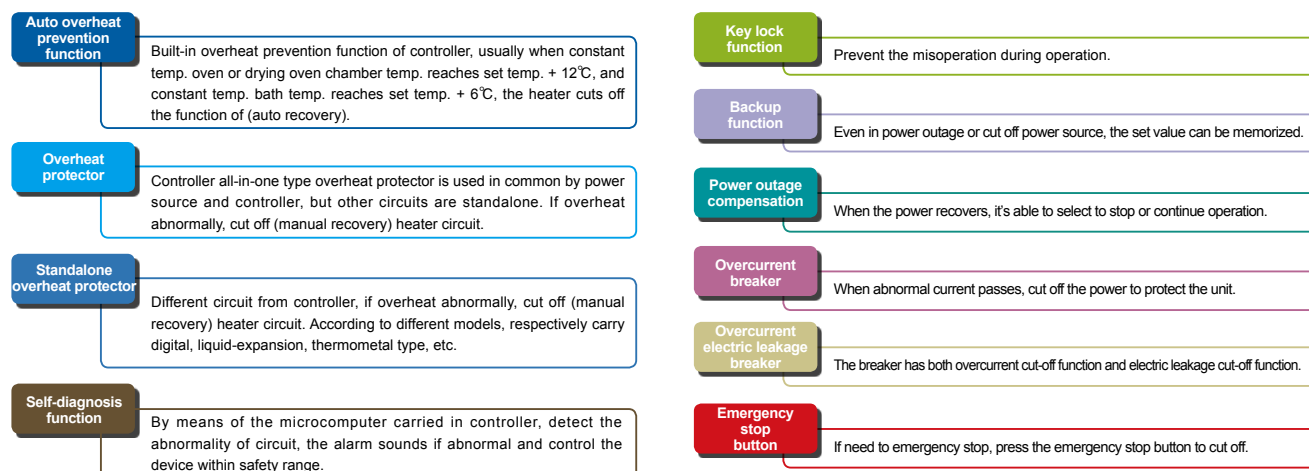 Auto overheat
prevention
function
Built-in overheat prevention function of controller, usually when constant
temp. oven or drying oven chamber temp. reaches set temp. + 12℃, and
constant temp. bath temp. reaches set temp. + 6℃, the heater cuts off
the function of (auto recovery).
Overheat
protector
Controller all-in-one type overheat protector is used in common by power
source and controller, but other circuits are standalone. If overheat
abnormally, cut off (manual recovery) heater circuit.
Standalone
overheat protector
Different circuit from controller, if overheat abnormally, cut off (manual
recovery) heater circuit. According to different models, respectively carry
digital, liquid-expansion, thermometal type, etc.
Self-diagnosis
function
By means of the microcomputer carried in controller, detect the
abnormality of circuit, the alarm sounds if abnormal and control the
device within safety range.
Key lock
function
Prevent the misoperation during operation.
Backup
function
Even in power outage or cut off power source, the set value can be memorized.
Power outage
compensation
When the power recovers, it's able to select to stop or continue operation.
Overcurrent
breaker
When abnormal current passes, cut off the power to protect the unit.
Overcurrent
electric leakage
breaker
The breaker has both overcurrent cut-off function and electric leakage cut-off function.
Emergency
stop
button
If need to emergency stop, press the emergency stop button to cut off.